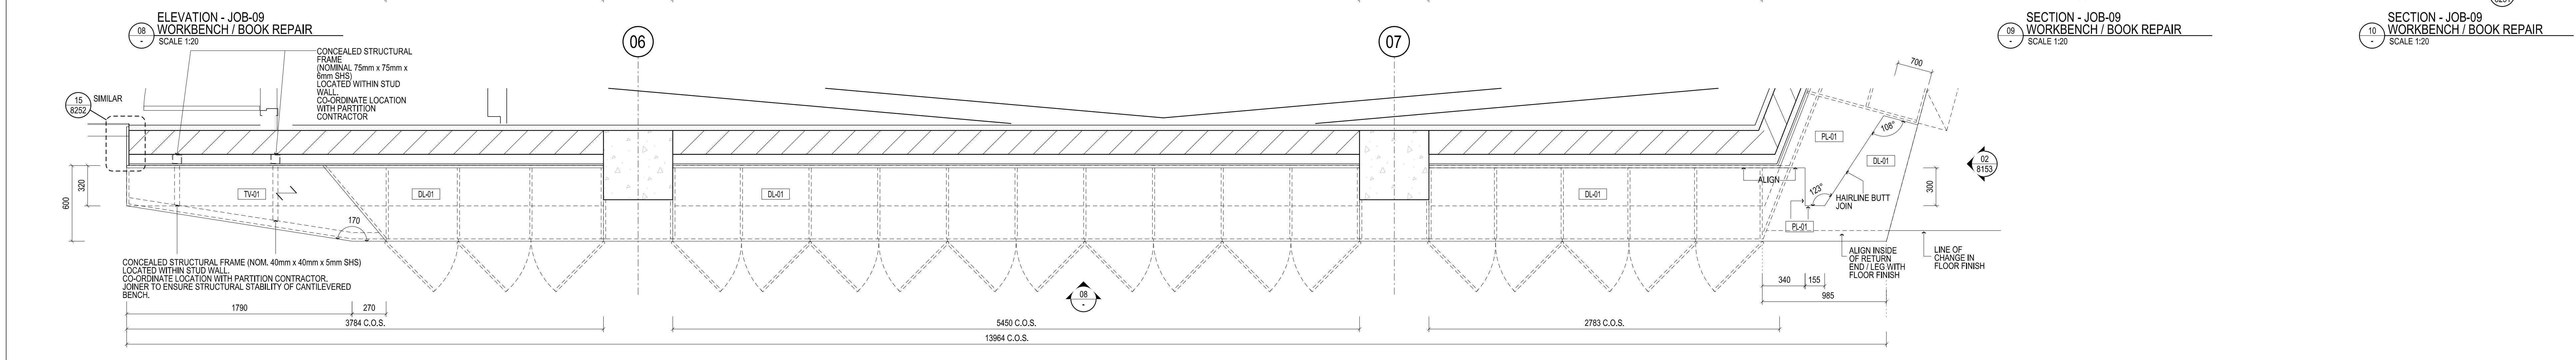 ELEVATION - JOB-09
08
WORKBENCH / BOOK REPAIR
-
SCALE 1:20
SECTION - JOB-09
09
WORKBENCH / BOOK REPAIR
-
SCALE 1:20
SECTION - JOB-09
10
WORKBENCH / BOOK REPAIR
-
SCALE 1:20
CONCEALED STRUCTURAL
FRAME
(NOMINAL 75mm x 75mm x
6mm SHS)
LOCATED WITHIN STUD
WALL.
CO-ORDINATE LOCATION
WITH PARTITION
CONTRACTOR
06
07
700
15
8252
SIMILAR
108°
PL-01
DL-01
02
8153
600
320
TV-01
DL-01
DL-01
DL-01
ALIGN
123°
HAIRLINE BUTT
JOIN
300
170
PL-01
ALIGN INSIDE
OF RETURN
END / LEG WITH
FLOOR FINISH
LINE OF
CHANGE IN
FLOOR FINISH
CONCEALED STRUCTURAL FRAME (NOM. 40mm x 40mm x 5mm SHS)
LOCATED WITHIN STUD WALL.
CO-ORDINATE LOCATION WITH PARTITION CONTRACTOR.
JOINER TO ENSURE STRUCTURAL STABILITY OF CANTILEVERED
BENCH.
08
-
340
155
985
1790
270
3784 C.O.S.
5450 C.O.S.
2783 C.O.S.
13964 C.O.S.